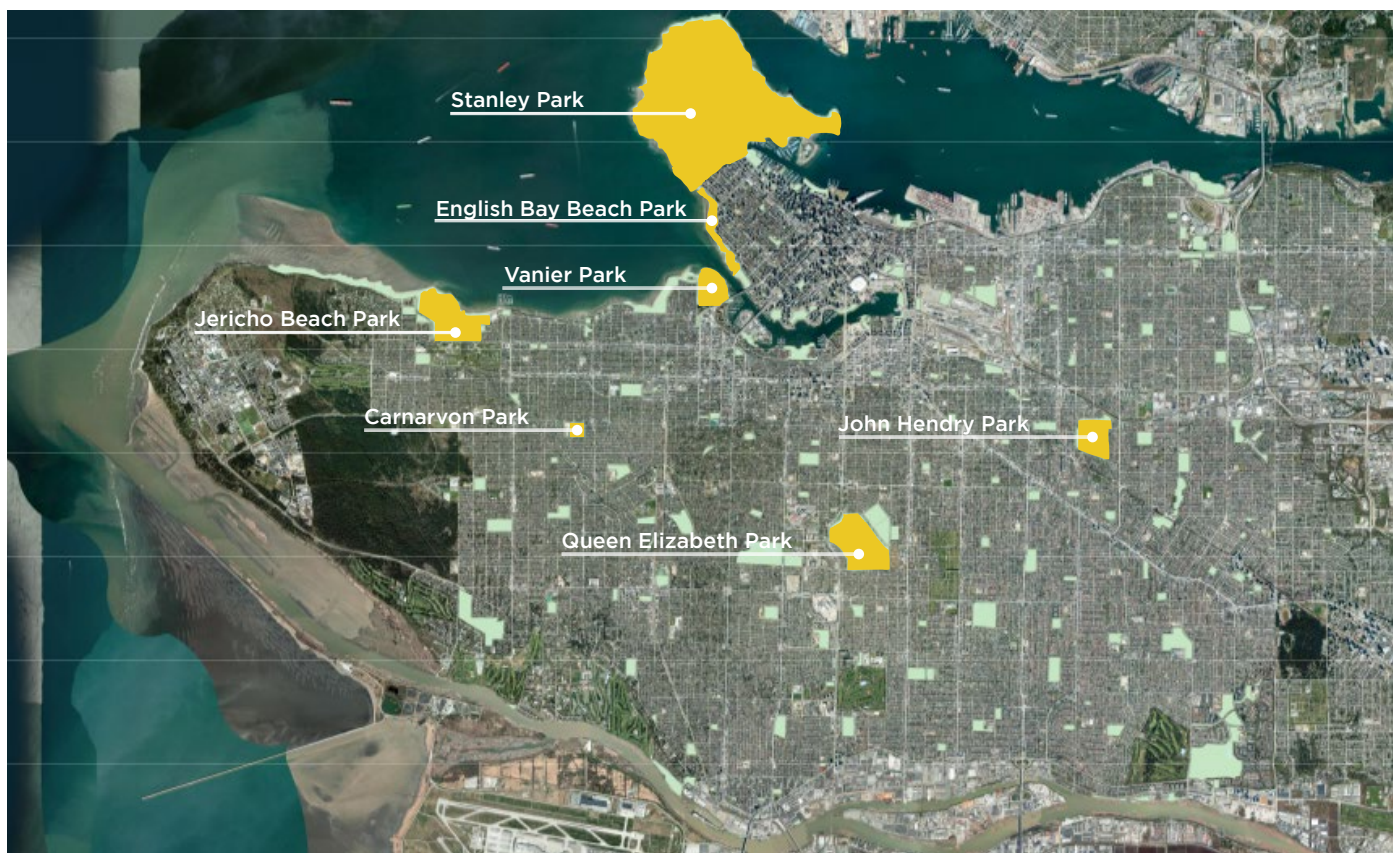 Stanley Park
English Bay Beach Park
Vanier Park
Jericho Beach Park
Carnarvon Park
John Hendry Park
Queen Elizabeth Park